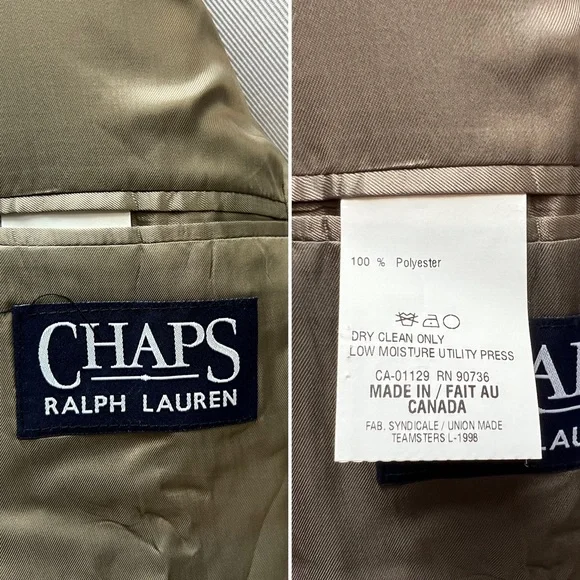 CHAPS
RALPH LAUREN
100 % Polyester
DRY CLEAN ONLY
LOW MOISTURE UTILITY PRESS
CA-01129 RN 90736
MADE IN / FAIT AU
CANADA
FAB. SYNDICALE / UNION MADE
TEAMSTERS L-1998